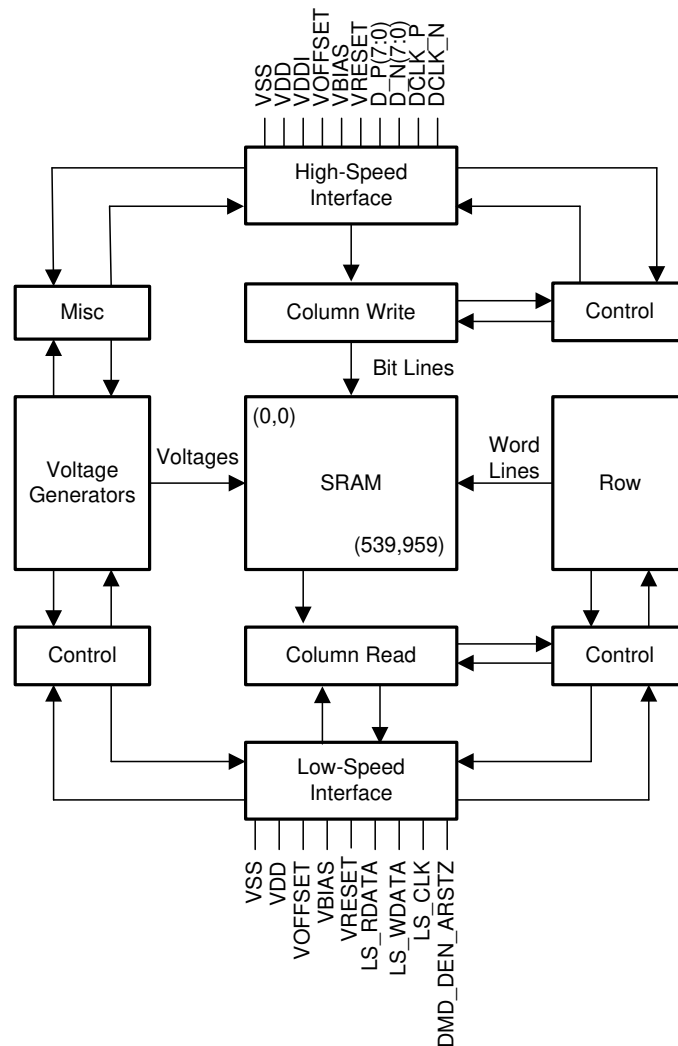 VSS
VDD
VDDI
VOFFSET
VBIAS
VRESET
D_P(7:0)
D_N(7:0)
DCLK_P
DCLK_N
High-Speed
Interface
Misc
Column Write
Control
Bit Lines
(0,0)
Voltage
Generators
Voltages
SRAM
Word
Lines
Row
(539,959)
Control
Column Read
Control
Low-Speed
Interface
VSS
VDD
VOFFSET
VBIAS
VRESET
LS_RDATA
LS_WDATA
LS_CLK
DMD_DEN_ARSTZ